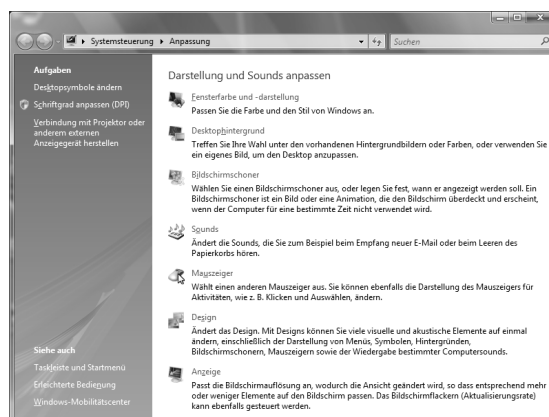 Systemsteuerung ▸ Anpassung
Suchen
Aufgaben
Desktopsymbole ändern
Schriftgrad anpassen (DPI)
Verbindung mit Projektor oder
anderem externen
Anzeigegerät herstellen
Siehe auch
Taskleiste und Startmenü
Erleichterte Bedienung
Windows-Mobilitätscenter
Darstellung und Sounds anpassen
Fensterfarbe und -darstellung
Passen Sie die Farbe und den Stil von Windows an.
Desktophintergrund
Treffen Sie Ihre Wahl unter den vorhandenen Hintergrundbildern oder Farben, oder verwenden Sie
ein eigenes Bild, um den Desktop anzupassen.
Bildschirmschoner
Wählen Sie einen Bildschirmschoner aus, oder legen Sie fest, wann er angezeigt werden soll. Ein
Bildschirmschoner ist ein Bild oder eine Animation, die den Bildschirm überdeckt und erscheint,
wenn der Computer für eine bestimmte Zeit nicht verwendet wird.
Sounds
Ändert die Sounds, die Sie zum Beispiel beim Empfang neuer E-Mail oder beim Leeren des
Papierkorbs hören.
Mauszeiger
Wählt einen anderen Mauszeiger aus. Sie können ebenfalls die Darstellung des Mauszeigers für
Aktivitäten, wie z. B. Klicken und Auswählen, ändern.
Design
Ändert das Design. Mit Designs können Sie viele visuelle und akustische Elemente auf einmal
ändern, einschließlich der Darstellung von Menüs, Symbolen, Hintergründen,
Bildschirmschonern, Mauszeigern sowie der Wiedergabe bestimmter Computersounds.
Anzeige
Passt die Bildschirmauflösung an, wodurch die Ansicht geändert wird, so dass entsprechend mehr
oder weniger Elemente auf den Bildschirm passen. Das Bildschirmflackern (Aktualisierungsrate)
kann ebenfalls gesteuert werden.